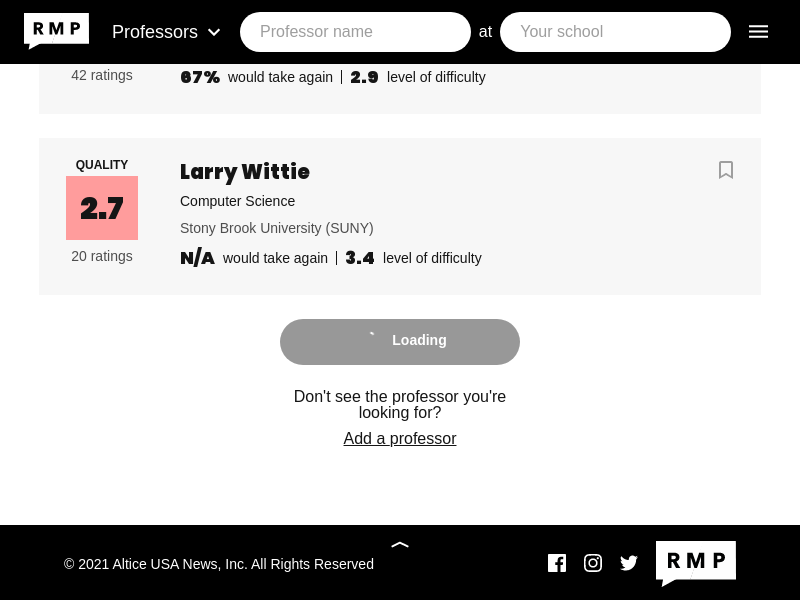 RMP
Professors
Professor name
at
Your school
42 ratings
67% would take again | 2.9 level of difficulty
QUALITY
2.7
20 ratings
Larry Wittie
Computer Science
Stony Brook University (SUNY)
N/A would take again | 3.4 level of difficulty
Loading
Don't see the professor you're
looking for?
Add a professor
© 2021 Altice USA News, Inc. All Rights Reserved
RMP